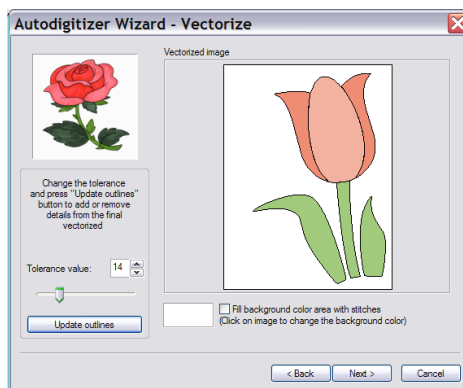 Autodigitizer Wizard - Vectorize
Vectorized image
Change the tolerance
and press "Update outlines"
button to add or remove
details from the final
vectorized
Tolerance value: 14
Update outlines
Fill background color area with stitches
(Click on image to change the background color)
< Back Next > Cancel